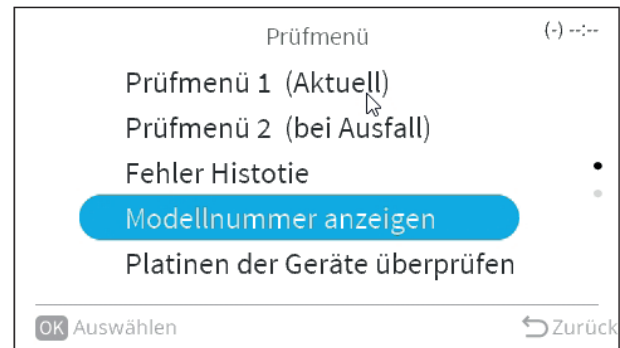 Prüfmenü
(-) --:--
Prüfmenü 1 (Aktuell)
Prüfmenü 2 (bei Ausfall)
Fehler Histotie
Modellnummer anzeigen
Platinen der Geräte überprüfen
OK Auswählen
Zurück